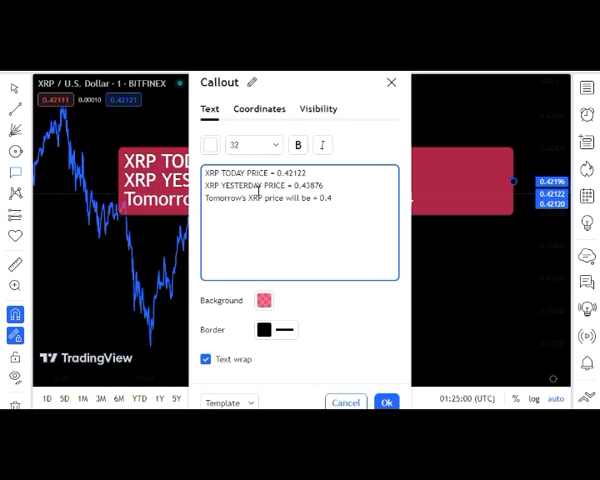 XRP / U.S. Dollar · 1 · BITFINEX
0.42111 0.00010 0.42121
Callout
Text Coordinates Visibility
32 B I
XRP TOD
XRP YES
Tomorro
XRP TODAY PRICE = 0.42122
XRP YESTERDAY PRICE = 0.43876
Tomorrow's XRP price will be = 0.4
0.42196
0.42122
0.42120
Background
Border
Text wrap
TradingView
1D 5D 1M 3M 6M YTD 1Y 5Y
Template Cancel Ok
01:25:00 (UTC) % log auto